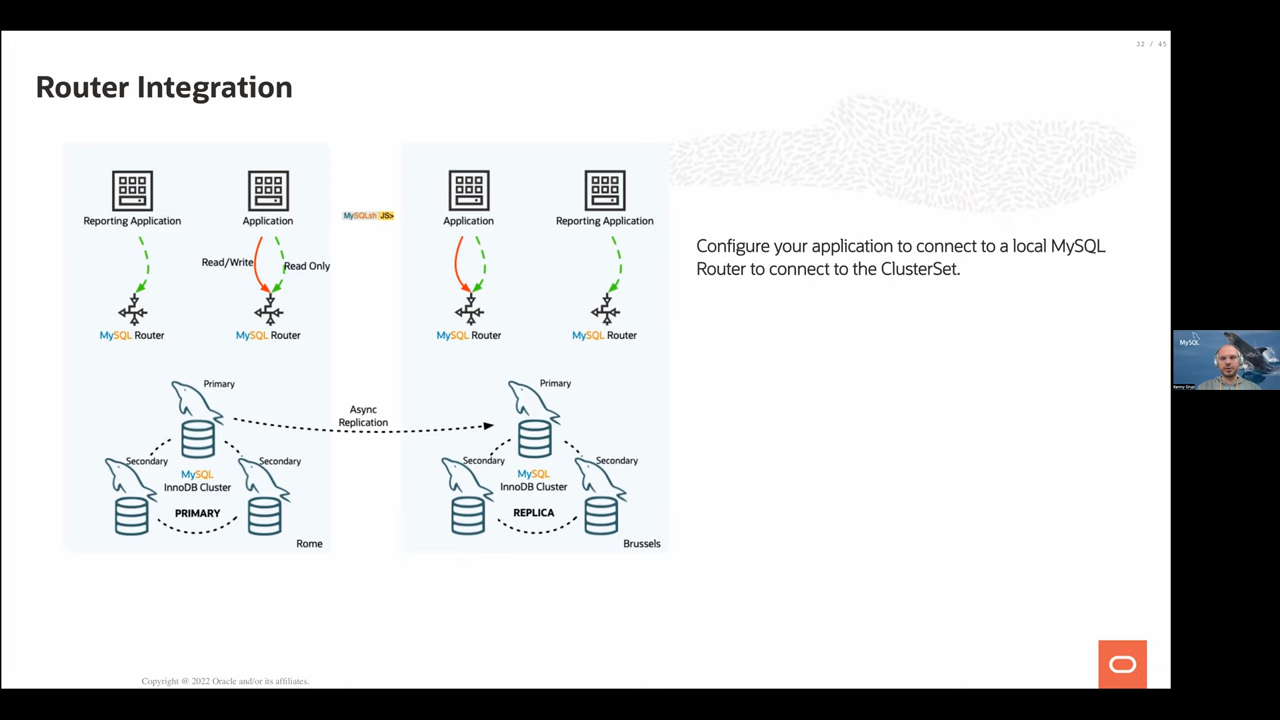 32 / 45
Router Integration
Reporting Application
Application
MySQLsh JS>
Application
Reporting Application
Read/Write
Read Only
MySQL Router
MySQL Router
MySQL Router
MySQL Router
Configure your application to connect to a local MySQL
Router to connect to the ClusterSet.
Primary
Async
Replication
Primary
Secondary
Secondary
MySQL
InnoDB Cluster
PRIMARY
Rome
Secondary
Secondary
MySQL
InnoDB Cluster
REPLICA
Brussels
MySQL
Kenny Gryp
Copyright @ 2022 Oracle and/or its affiliates.